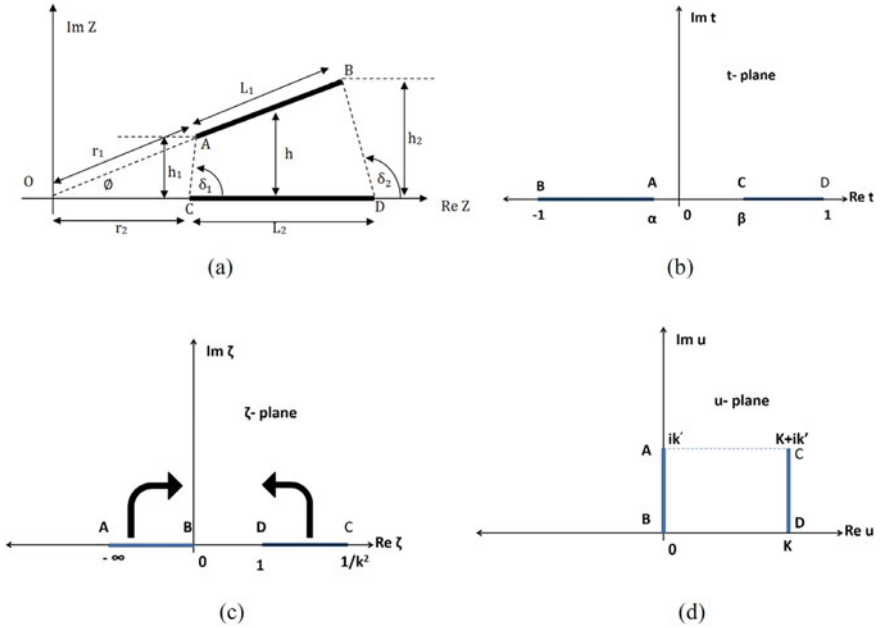 Im Z
B
L₁
r₁
A
h₂
h₁
h
O
Ø
δ₁
δ₂
Re Z
C
D
r₂
L₂
(a)
Im t
t- plane
B
A
C
D
Re t
-1
α
0
β
1
(b)
Im ζ
ζ- plane
A
B
D
C
Re ζ
- ∞
0
1
1/k²
(c)
Im u
u- plane
A
ik′
K+ik′
C
B
D
Re u
0
K
(d)